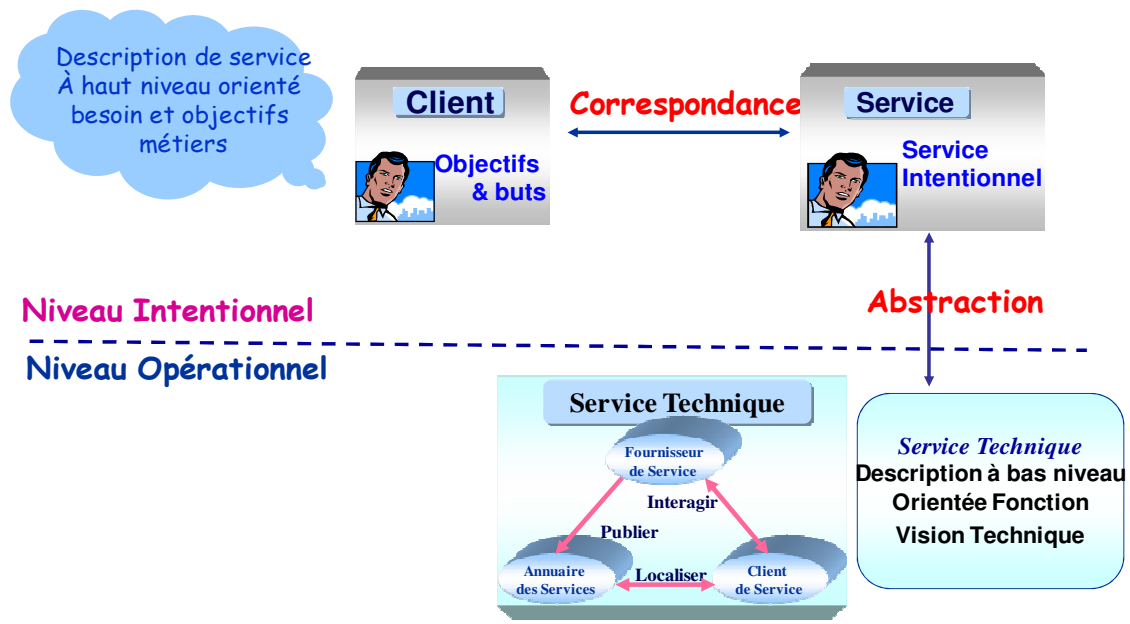 Description de service
À haut niveau orienté
besoin et objectifs
métiers
Client
Objectifs
& buts
Correspondance
Service
Service
Intentionnel
Abstraction
Niveau Intentionnel
Niveau Opérationnel
Service Technique
Fournisseur
de Service
Interagir
Publier
Annuaire
des Services
Localiser
Client
de Service
Service Technique
Description à bas niveau
Orientée Fonction
Vision Technique